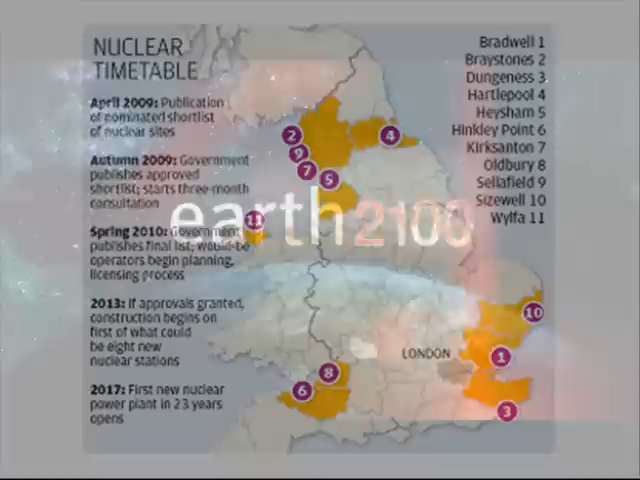 NUCLEAR
TIMETABLE
April 2009: Publication
of nominated shortlist
of nuclear sites
Autumn 2009: Government
publishes approved
shortlist; starts three-month
consultation
Spring 2010: Government
publishes final list; would-be
operators begin planning,
licensing process
2013: If approvals granted,
construction begins on
first of what could
be eight new
nuclear stations
2017: First new nuclear
power plant in 23 years
opens
Bradwell 1
Braystones 2
Dungeness 3
Hartlepool 4
Heysham 5
Hinkley Point 6
Kirksanton 7
Oldbury 8
Sellafield 9
Sizewell 10
Wylfa 11
2
4
9
7
5
11
earth2100
10
LONDON
1
8
6
3